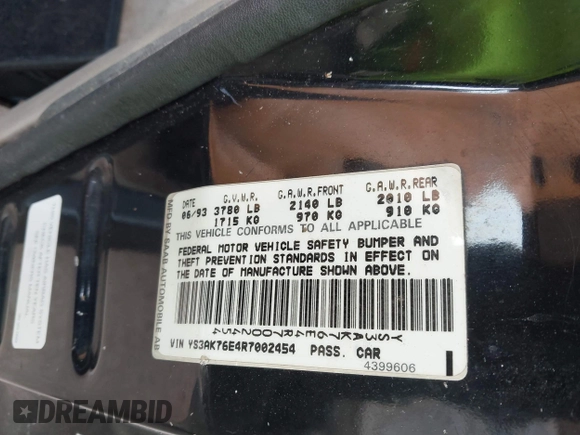 MFG.BY SAAB AUTOMOBILE AB
DATE G.V.W.R. G.A.W.R.FRONT G.A.W.R.REAR
06/93 3780 LB 2140 LB 2010 LB
1715 KG 970 KG 910 KG
THIS VEHICLE CONFORMS TO ALL APPLICABLE
FEDERAL MOTOR VEHICLE SAFETY BUMPER AND
THEFT PREVENTION STANDARDS IN EFFECT ON
THE DATE OF MANUFACTURE SHOWN ABOVE.
YS3AK76E4R7002454
VIN YS3AK76E4R7002454 PASS. CAR
4399606
DREAMBID